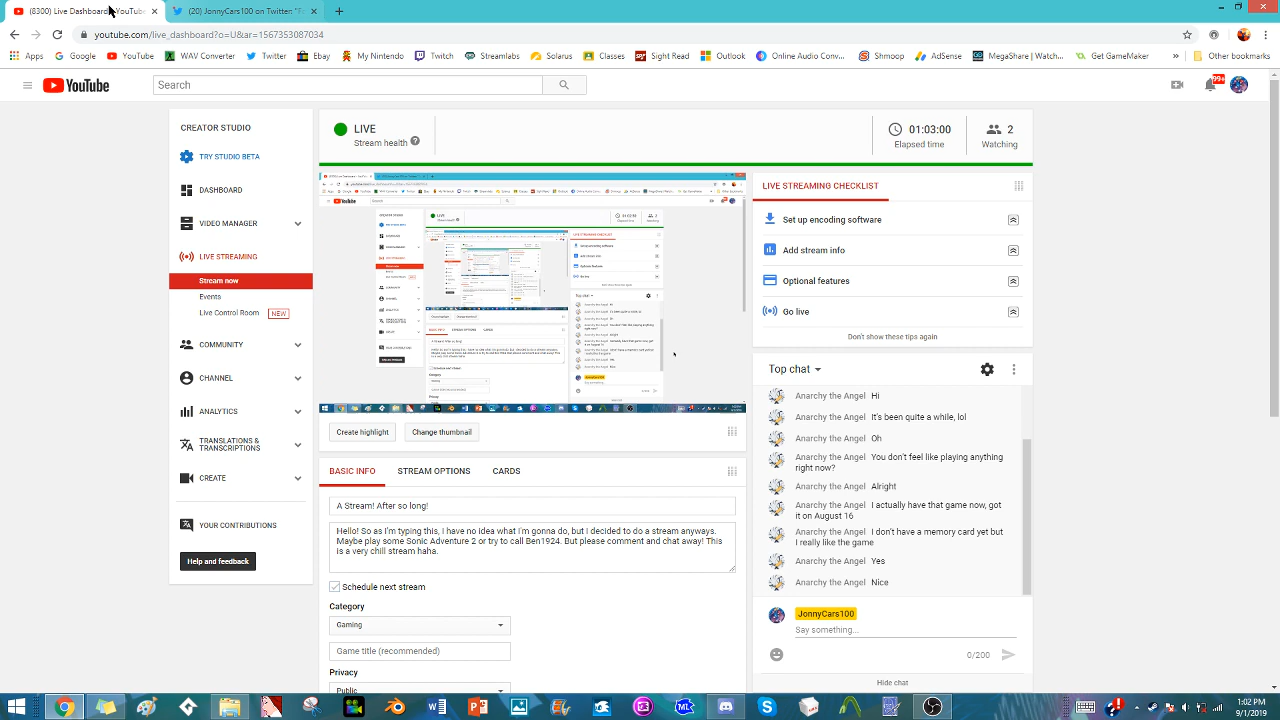 (8300) Live Dashboard - YouTube
(20) JonnyCars100 on Twitter: "F
youtube.com/live_dashboard?o=U&ar=1567353087034
Apps Google YouTube WAV Converter Twitter Ebay My Nintendo Twitch Streamlabs Solarus Classes Sight Read Outlook Online Audio Conv... Shmoop AdSense MegaShare | Watch... Get GameMaker » Other bookmarks
YouTube
Search
99+
CREATOR STUDIO
TRY STUDIO BETA
DASHBOARD
VIDEO MANAGER
Stream now
Events
NEW
COMMUNITY
CHANNEL
ANALYTICS
TRANSLATIONS &
TRANSCRIPTIONS
CREATE
YOUR CONTRIBUTIONS
Help and feedback
LIVE
Stream health
01:03:00
Elapsed time
2
Watching
Create highlight
Change thumbnail
BASIC INFO
STREAM OPTIONS
CARDS
A Stream! After so long!
Hello! So as I'm typing this, i have no idea what I'm gonna do, but I decided to do a stream anyways.
Maybe play some Sonic Adventure 2 or try to call Ben1924. But please comment and chat away! This
is a very chill stream haha.
Schedule next stream
Category
Gaming
Game title (recommended)
Privacy
Public
Set up encoding software
Add stream info
Optional features
Go live
Don't show these tips again
Top chat
Anarchy the Angel Hi
Anarchy the Angel It's been quite a while, lol
Anarchy the Angel Oh
Anarchy the Angel You don't feel like playing anything
right now?
Anarchy the Angel Alright
Anarchy the Angel I actually have that game now, got
it on August 16
Anarchy the Angel Don't have a memory card yet but
I really like the game
Anarchy the Angel Yes
Anarchy the Angel Nice
JonnyCars100
Say something...
0/200
Hide chat
1:02 PM
9/1/2019